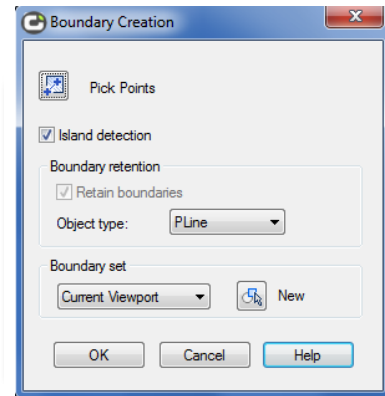 Boundary Creation
Pick Points
Island detection
Boundary retention
Retain boundaries
Object type: PLine
Boundary set
Current Viewport New
OK Cancel Help